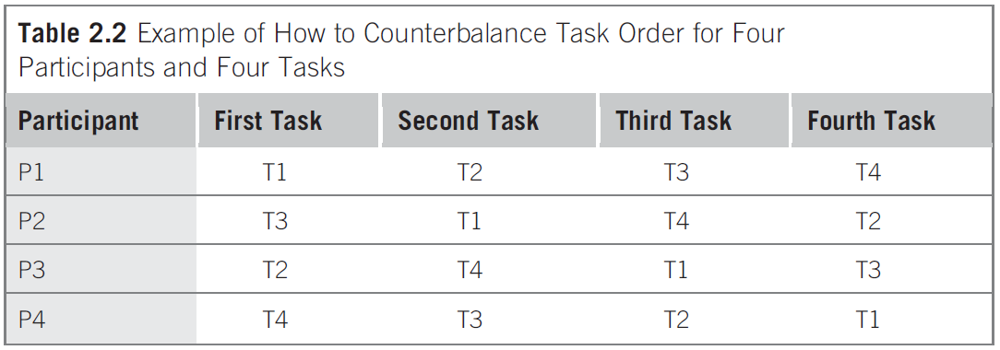 Table 2.2 Example of How to Counterbalance Task Order for Four
Participants and Four Tasks
Participant First Task Second Task Third Task Fourth Task
P1 T1 T2 T3 T4
P2 T3 T1 T4 T2
P3 T2 T4 T1 T3
P4 T4 T3 T2 T1